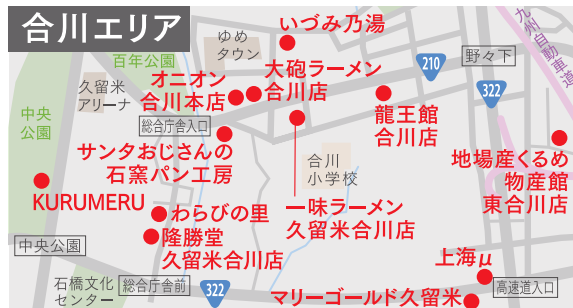 合川エリア
いづみ乃湯
九州自動車道
百年公園
ゆめ
タウン
210
野々下
オニオン
合川本店
大砲ラーメン
合川店
久留米
アリーナ
322
中央
公園
総合庁舎入口
龍王館
合川店
サンタおじさんの
石窯パン工房
合川
小学校
地場産くるめ
物産館
東合川店
KURUMERU
わらびの里
一味ラーメン
久留米合川店
隆勝堂
久留米合川店
中央公園
上海μ
石橋文化
センター
総合庁舎前
322
高速道入口
マリーゴールド久留米